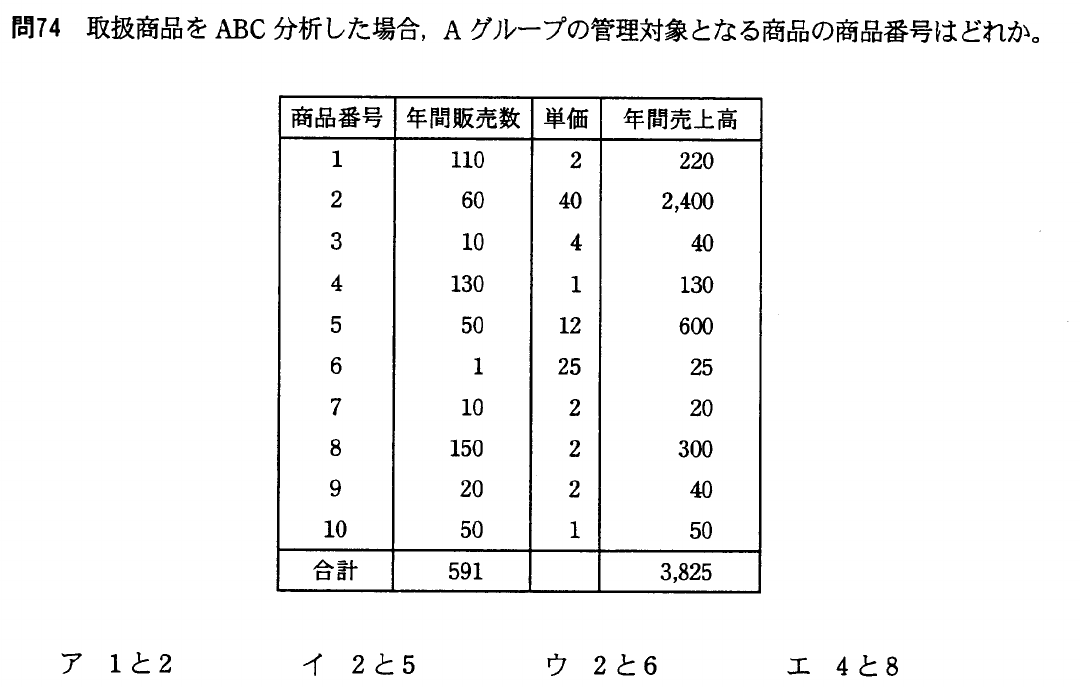 問74 取扱商品を ABC 分析した場合，A グループの管理対象となる商品の商品番号はどれか。
商品番号 年間販売数 単価 年間売上高
1 110 2 220
2 60 40 2,400
3 10 4 40
4 130 1 130
5 50 12 600
6 1 25 25
7 10 2 20
8 150 2 300
9 20 2 40
10 50 1 50
合計 591 3,825
ア 1と2 イ 2と5 ウ 2と6 エ 4と8